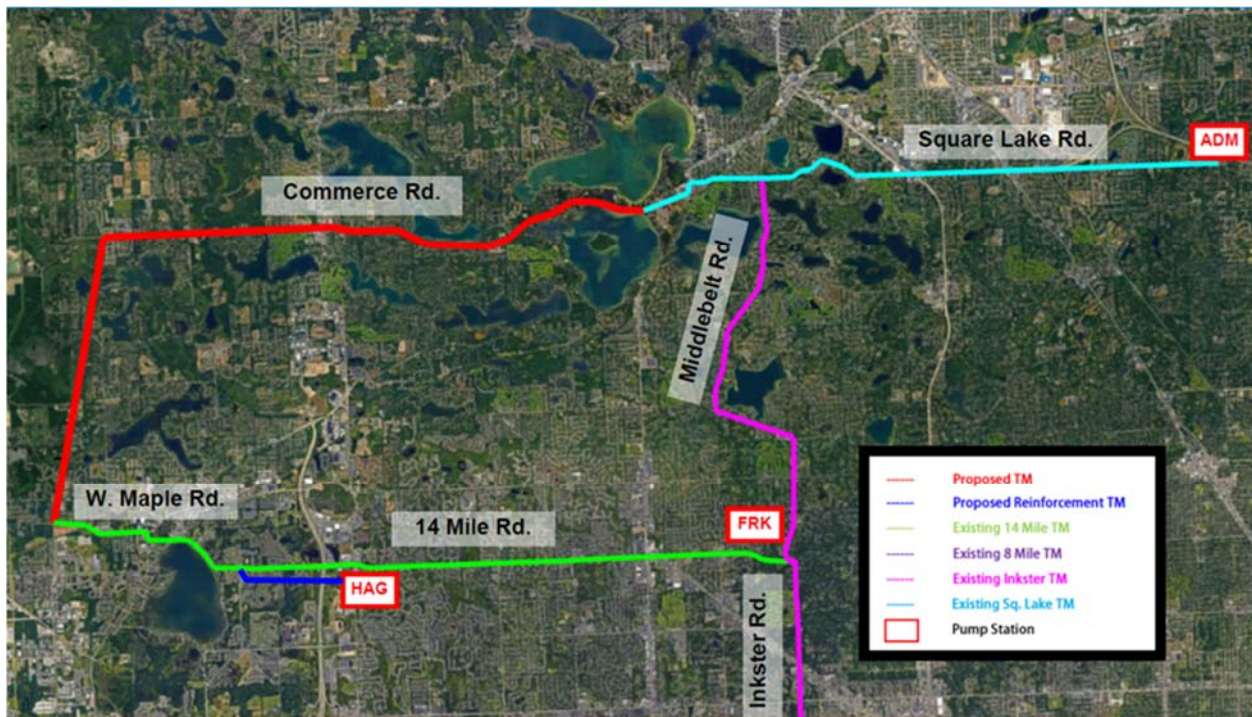 ADM
Square Lake Rd.
Commerce Rd.
Middlebelt Rd.
W. Maple Rd.
14 Mile Rd.
FRK
HAG
Inkster Rd.
Proposed TM
Proposed Reinforcement TM
Existing 14 Mile TM
Existing 8 Mile TM
Existing Inkster TM
Existing Sq. Lake TM
Pump Station